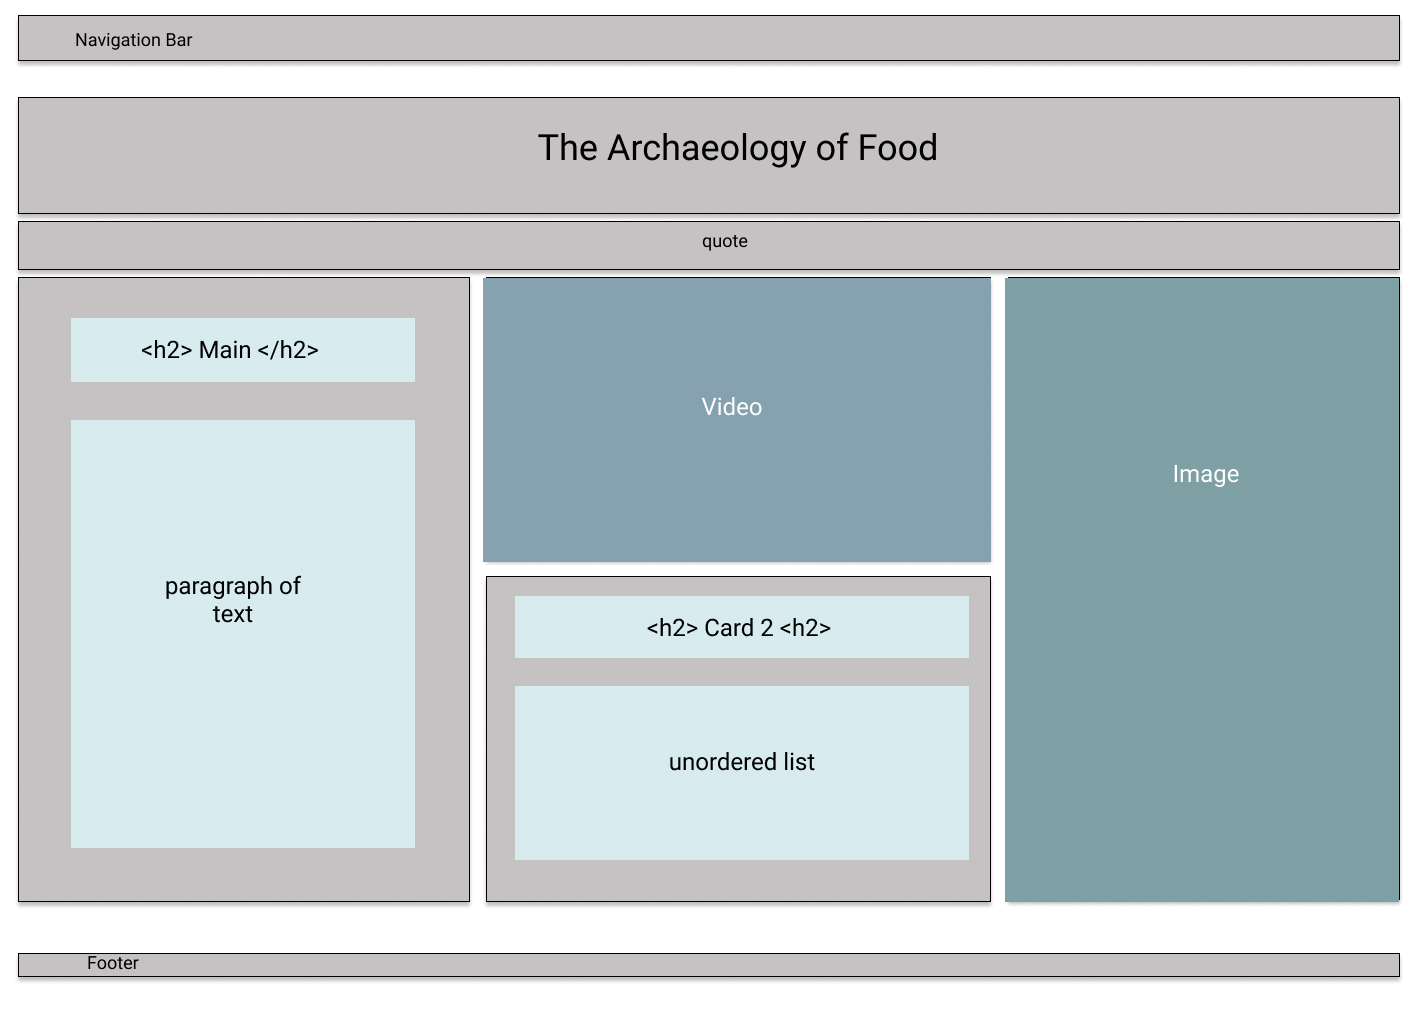 Navigation Bar
The Archaeology of Food
quote
<h2> Main </h2>
paragraph of
text
Video
<h2> Card 2 <h2>
unordered list
Image
Footer